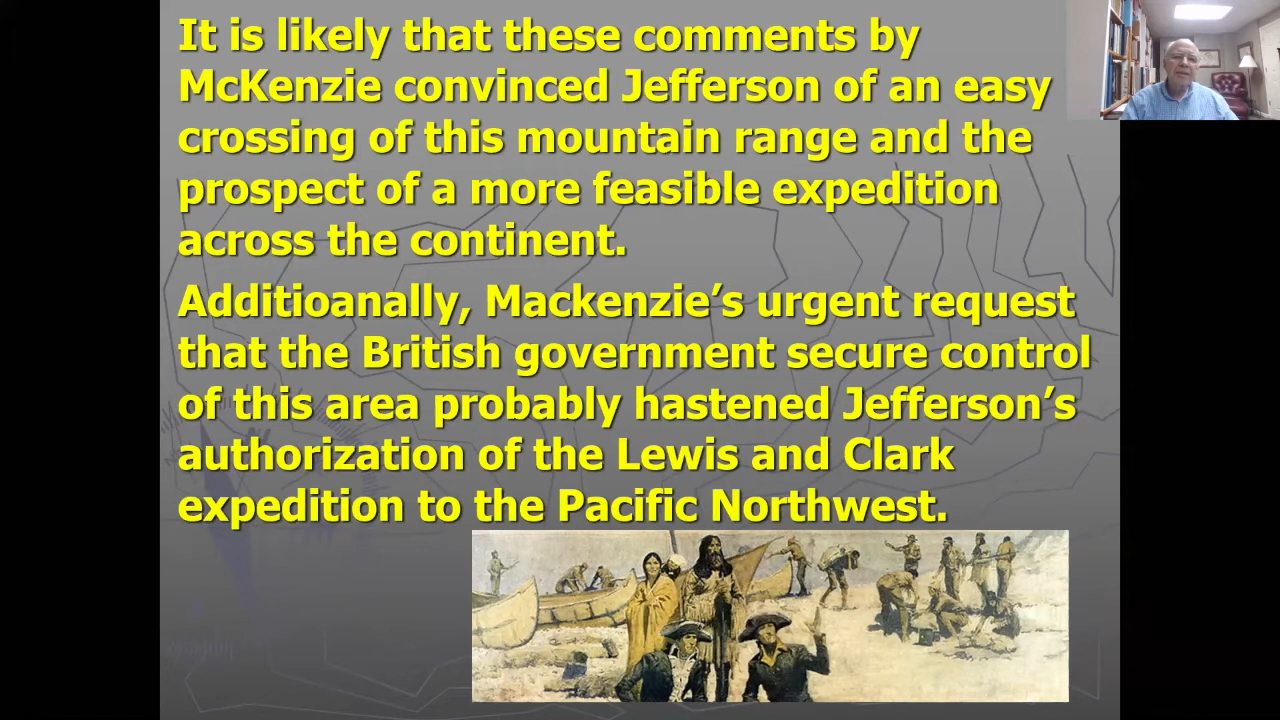 It is likely that these comments by
McKenzie convinced Jefferson of an easy
crossing of this mountain range and the
prospect of a more feasible expedition
across the continent.
Additioanally, Mackenzie’s urgent request
that the British government secure control
of this area probably hastened Jefferson’s
authorization of the Lewis and Clark
expedition to the Pacific Northwest.